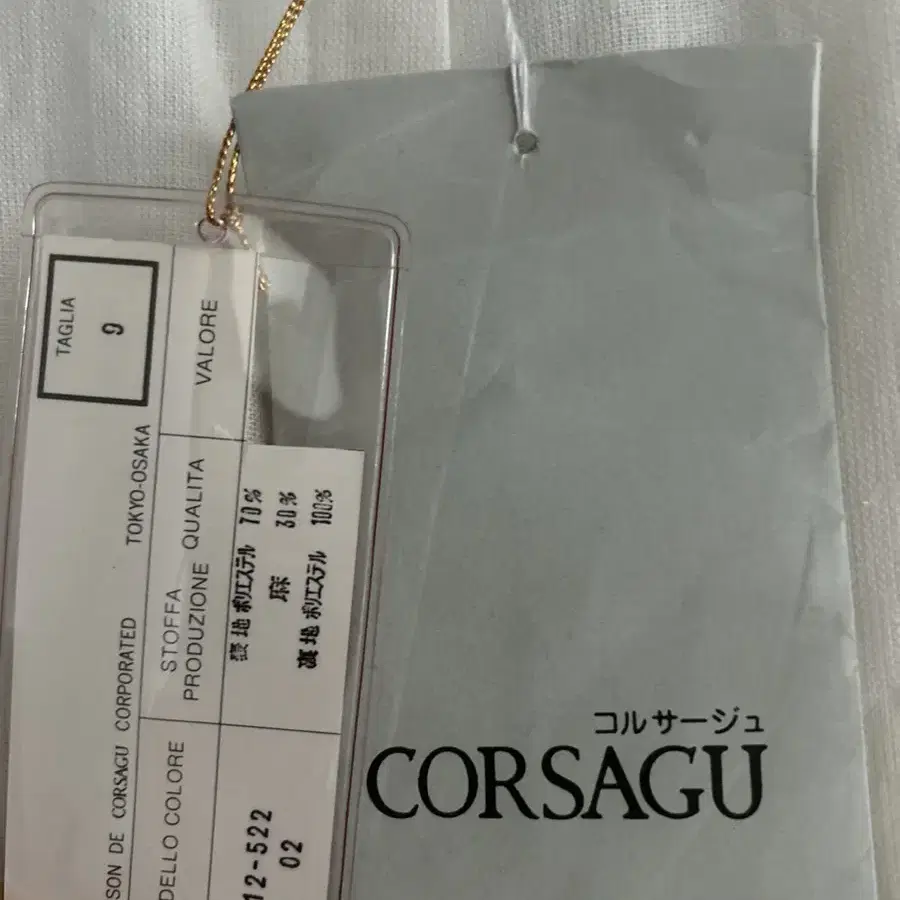 TAGLIA
9
TOKYO-OSAKA
SON DE CORSAGU CORPORATED
VALORE
STOFFA
PRODUZIONE QUALITA
DELLO COLORE
表地 ポリエステル 70%
麻 30%
裏地 ポリエステル 100%
12-522
02
コルサージュ
CORSAGU